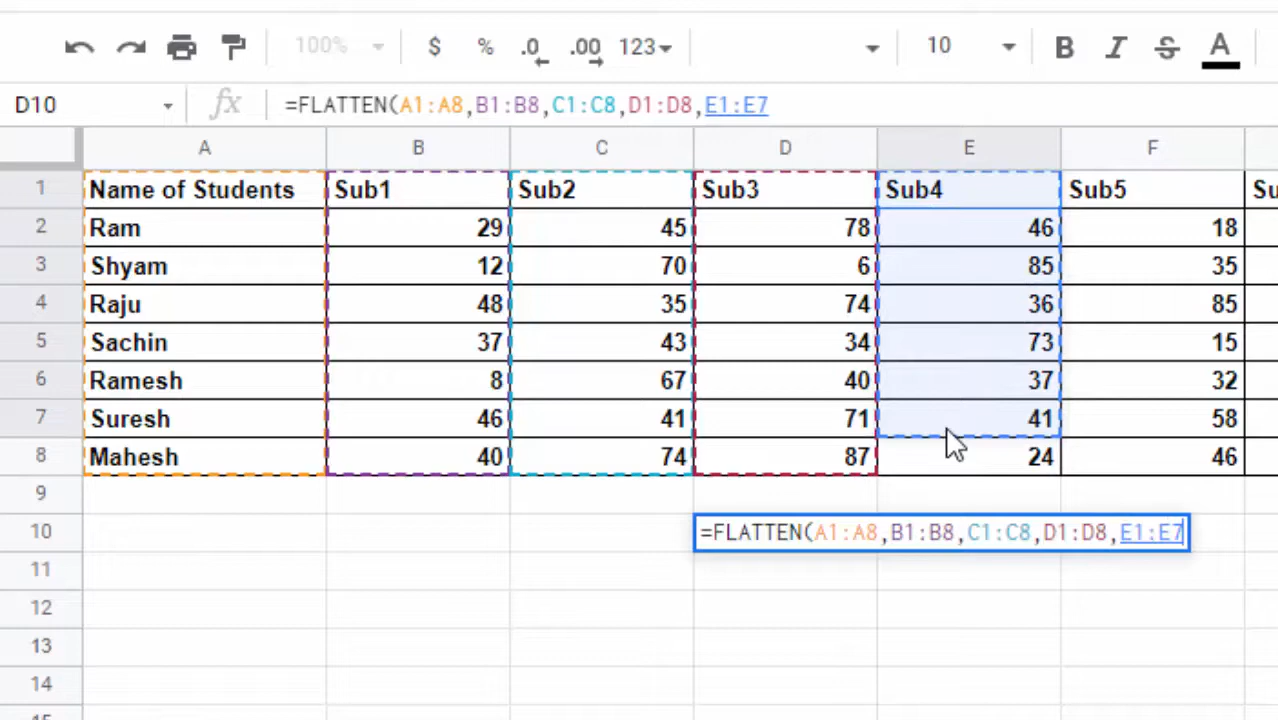 100% $ % .0 .00 123 10 B I S A
D10 fx =FLATTEN(A1:A8,B1:B8,C1:C8,D1:D8,E1:E7
A B C D E F
1 Name of Students Sub1 Sub2 Sub3 Sub4 Sub5 Su
2 Ram 29 45 78 46 18
3 Shyam 12 70 6 85 35
4 Raju 48 35 74 36 85
5 Sachin 37 43 34 73 15
6 Ramesh 8 67 40 37 32
7 Suresh 46 41 71 41 58
8 Mahesh 40 74 87 24 46
9
10 =FLATTEN(A1:A8,B1:B8,C1:C8,D1:D8,E1:E7
11
12
13
14
15